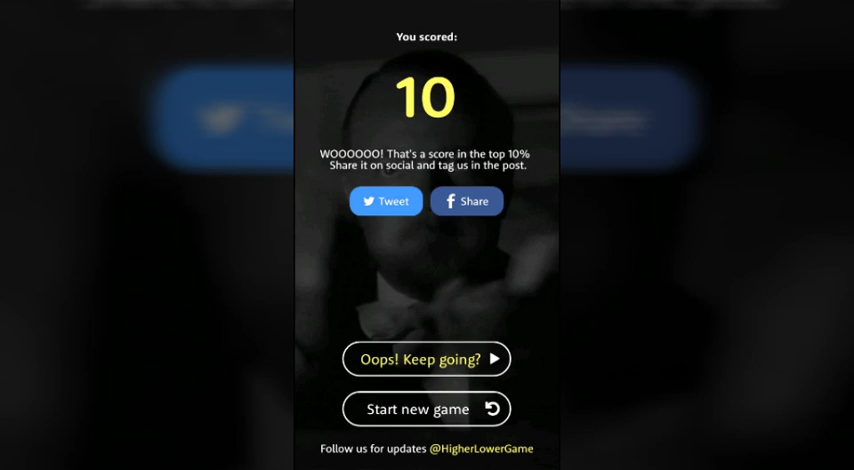 You scored:
10
WOOOOOO! That's a score in the top 10%
Share it on social and tag us in the post.
Tweet
Share
Oops! Keep going?
Start new game
Follow us for updates @HigherLowerGame